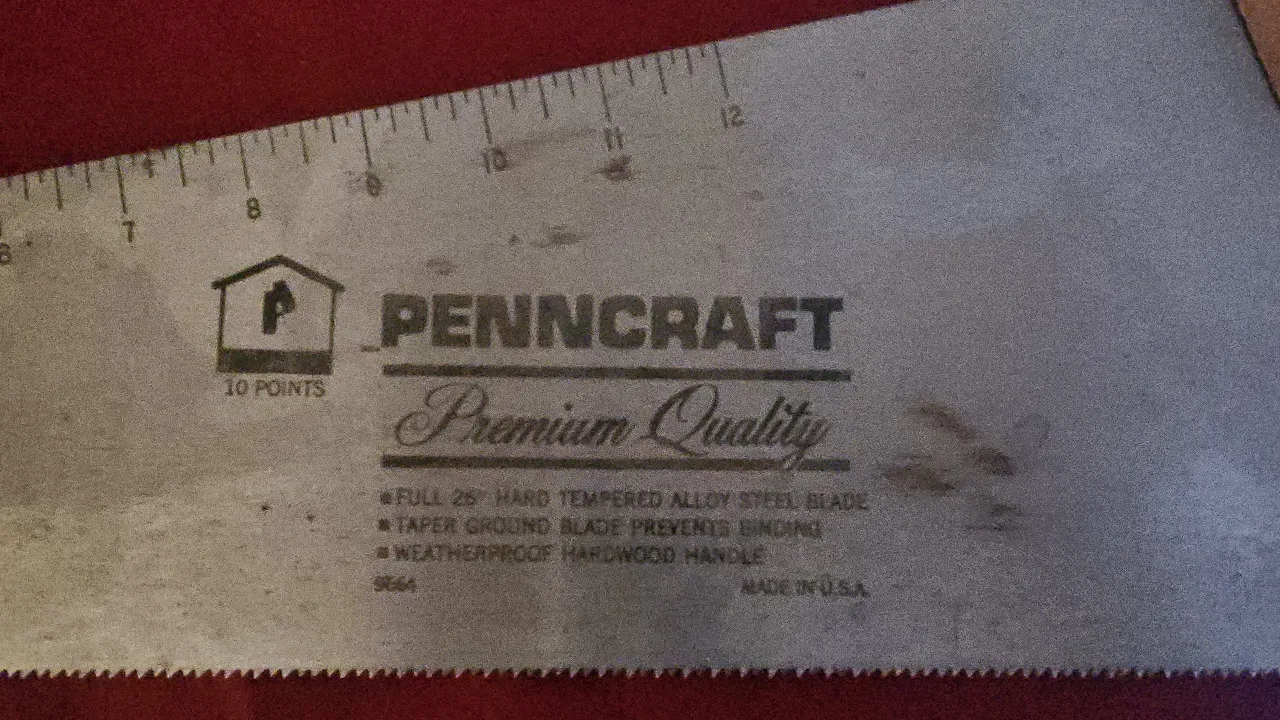 6 7 8 9 10 11 12
P
10 POINTS
PENNCRAFT
Premium Quality
▪ FULL 26" HARD TEMPERED ALLOY STEEL BLADE
▪ TAPER GROUND BLADE PREVENTS BINDING
▪ WEATHERPROOF HARDWOOD HANDLE
MADE IN U.S.A.